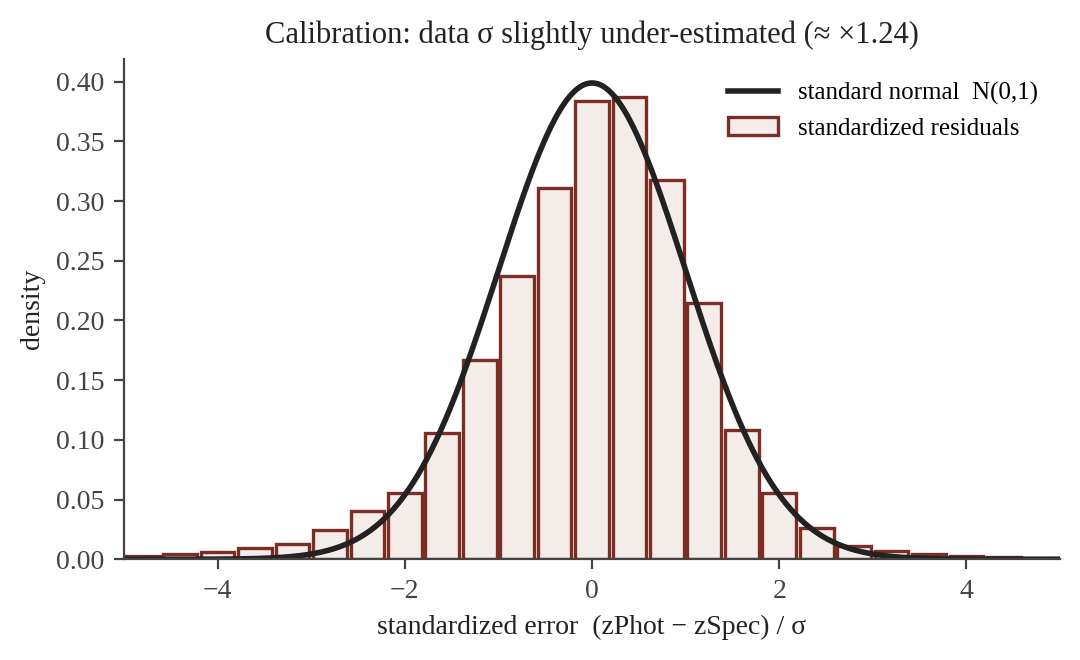 Calibration: data σ slightly under-estimated (≈ ×1.24)
standard normal N(0,1)
standardized residuals
density
0.40
0.35
0.30
0.25
0.20
0.15
0.10
0.05
0.00
−4
−2
0
2
4
standardized error (zPhot − zSpec) / σ